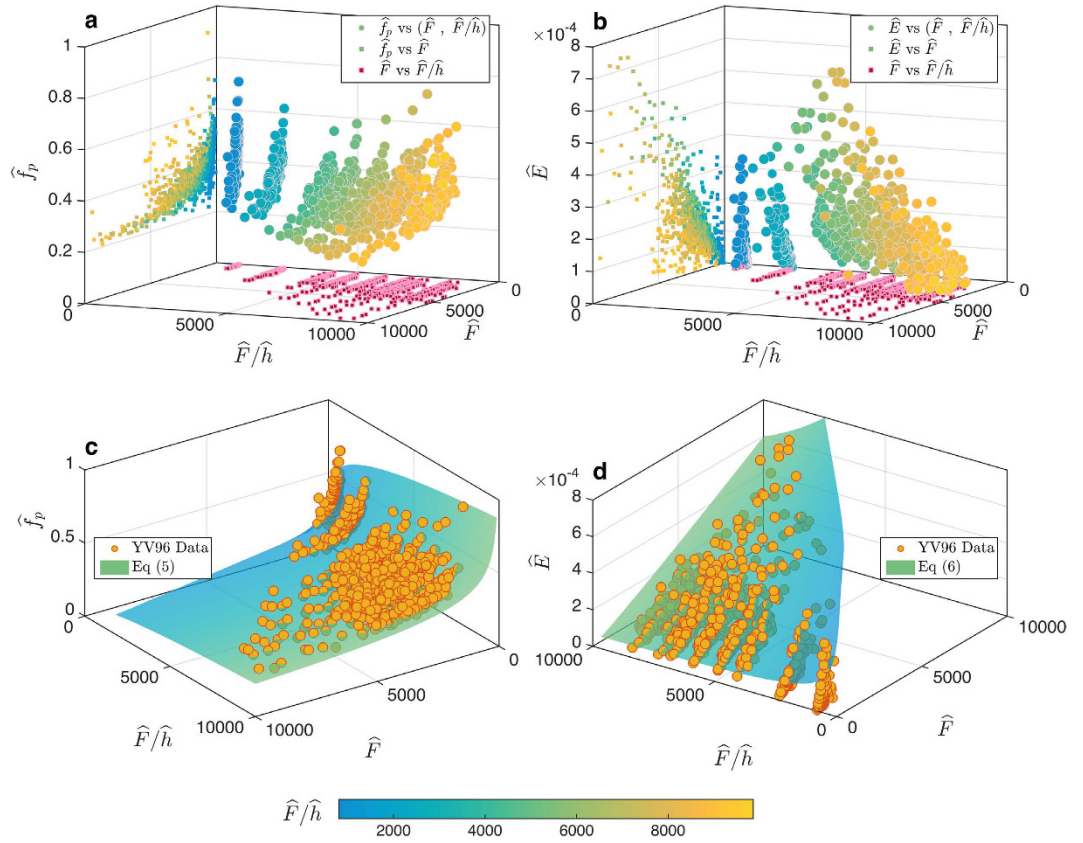 a
f̂p vs (F̂ , F̂/ĥ)
f̂p vs F̂
F̂ vs F̂/ĥ
1
0.8
0.6
0.4
0.2
0
f̂p
5000
10000
F̂/ĥ
10000
5000
0
F̂
b
×10-4
Ê vs (F̂ , F̂/ĥ)
Ê vs F̂
F̂ vs F̂/ĥ
8
7
6
5
4
3
2
1
0
Ê
5000
10000
F̂/ĥ
10000
5000
0
F̂
c
1
0.5
0
f̂p
YV96 Data
Eq (5)
0
5000
10000
F̂/ĥ
10000
5000
0
F̂
d
×10-4
8
6
4
2
0
Ê
YV96 Data
Eq (6)
10000
5000
0
F̂/ĥ
0
5000
10000
F̂
F̂/ĥ
2000 4000 6000 8000